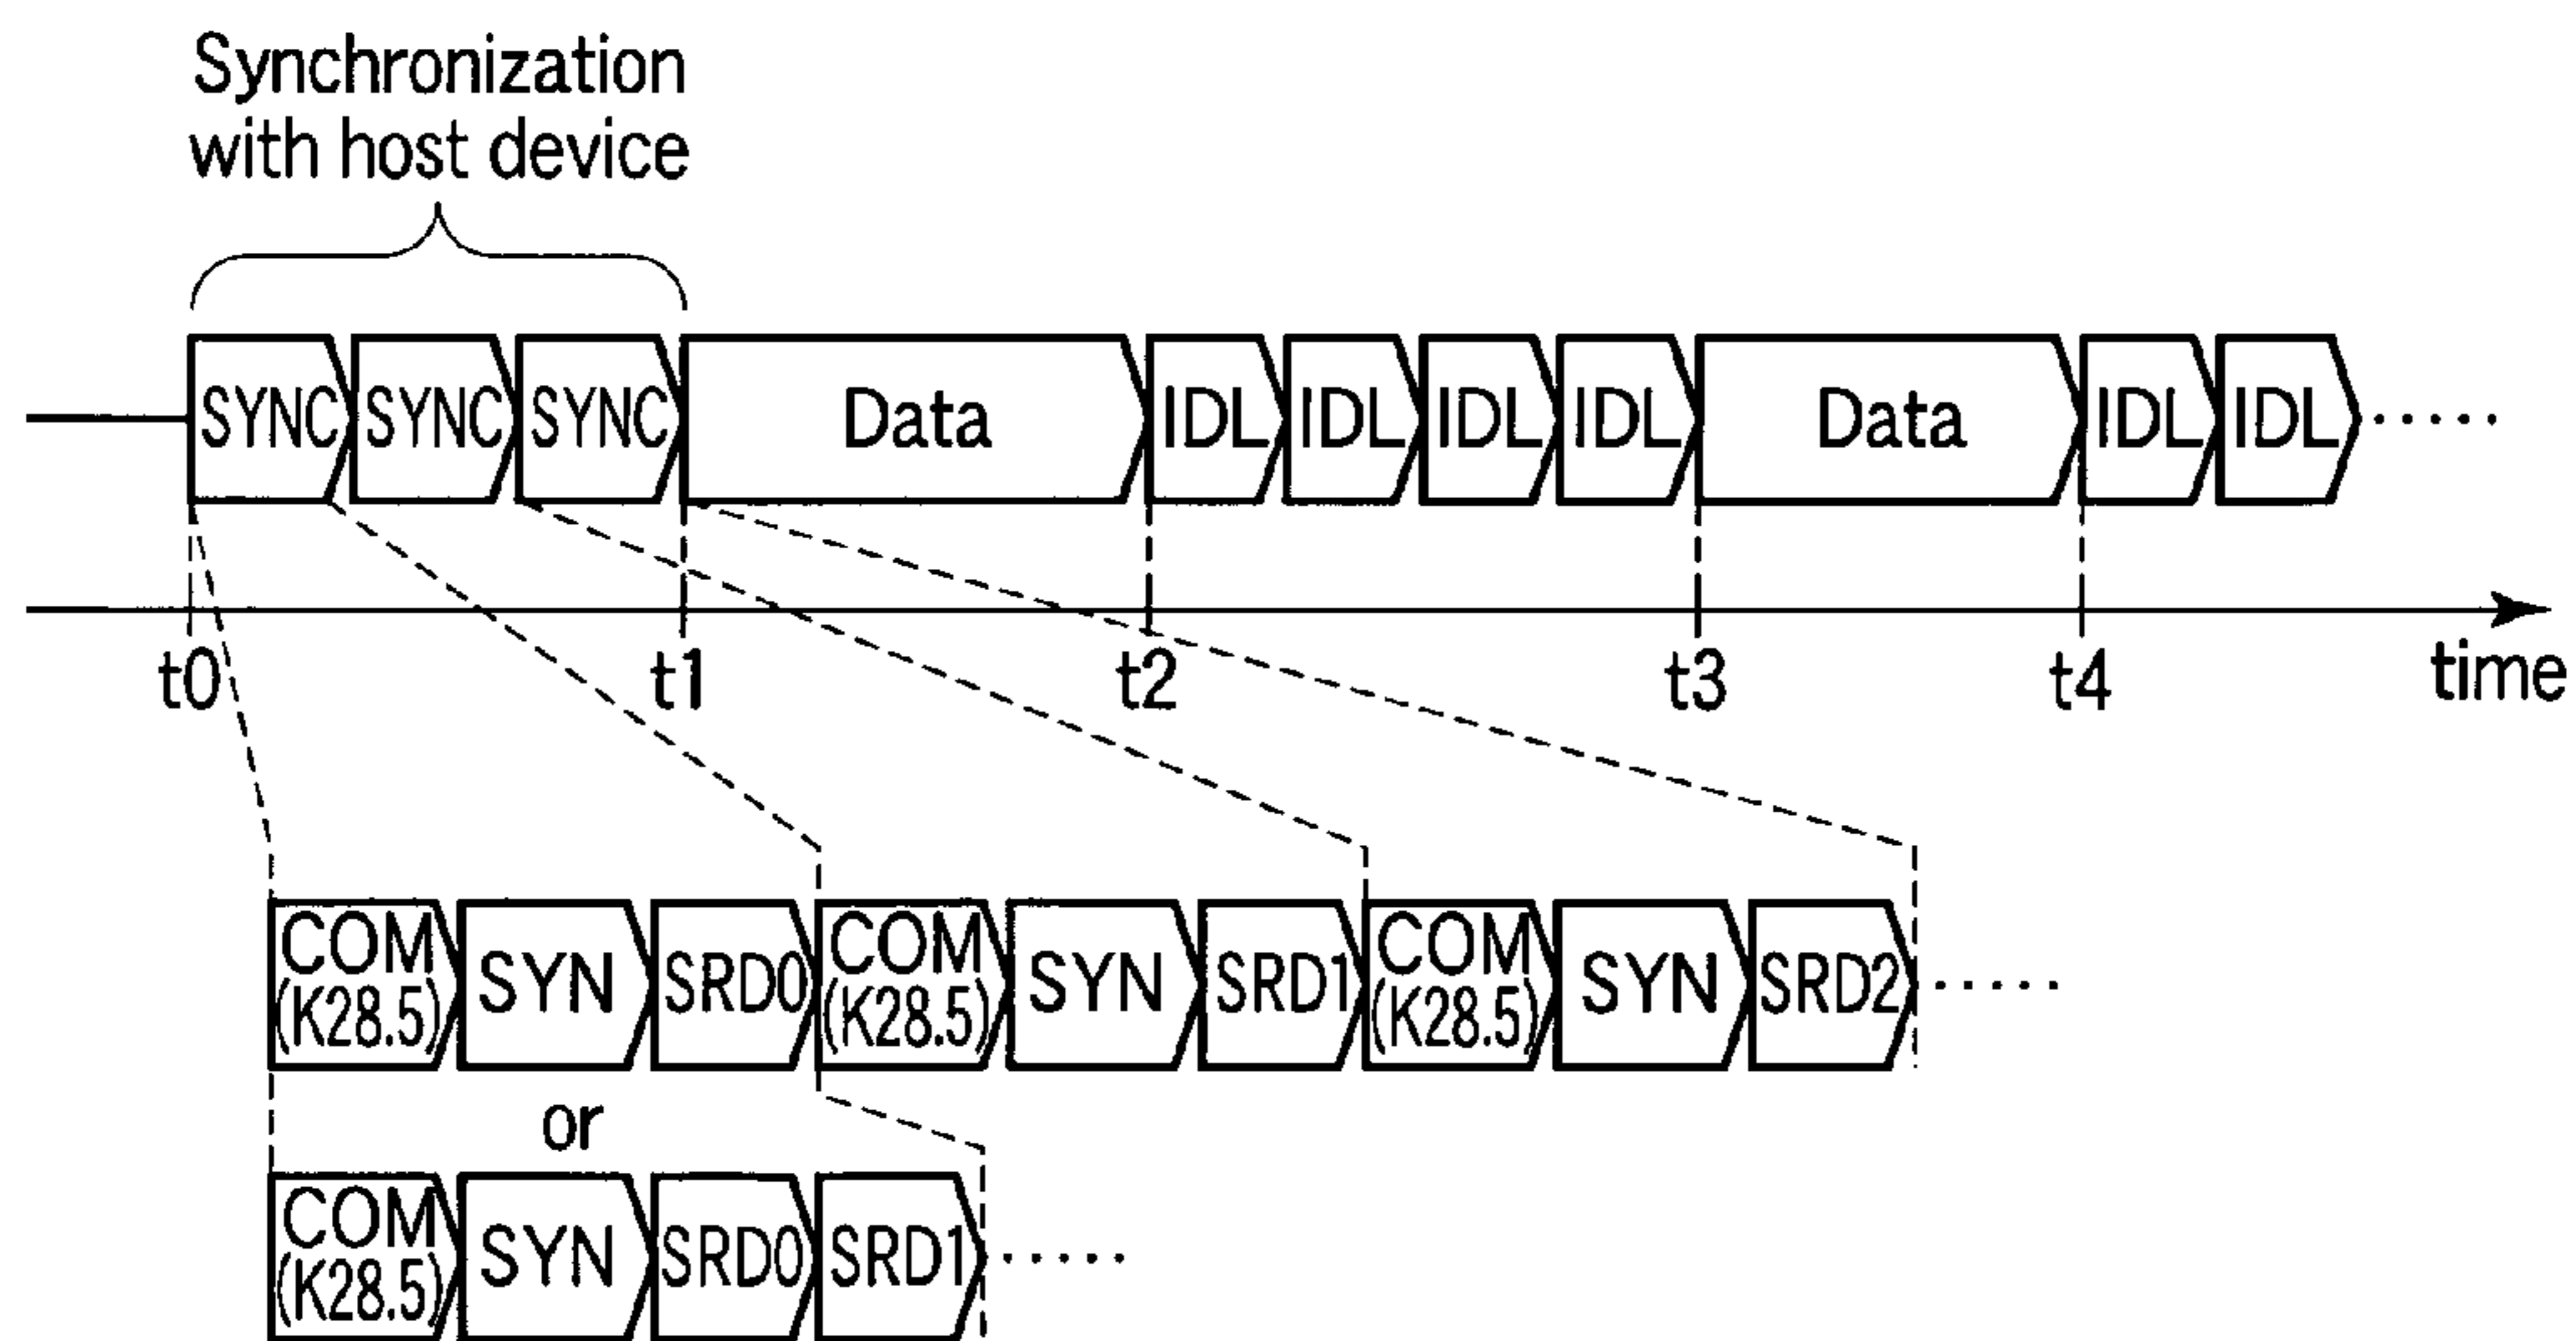 Synchronization
with host device
SYNC SYNC SYNC Data IDL IDL IDL IDL Data IDL IDL .....
t0 t1 t2 t3 t4 time
COM (K28.5) SYN SRD0 COM (K28.5) SYN SRD1 COM (K28.5) SYN SRD2 .....
or
COM (K28.5) SYN SRD0 SRD1 .....